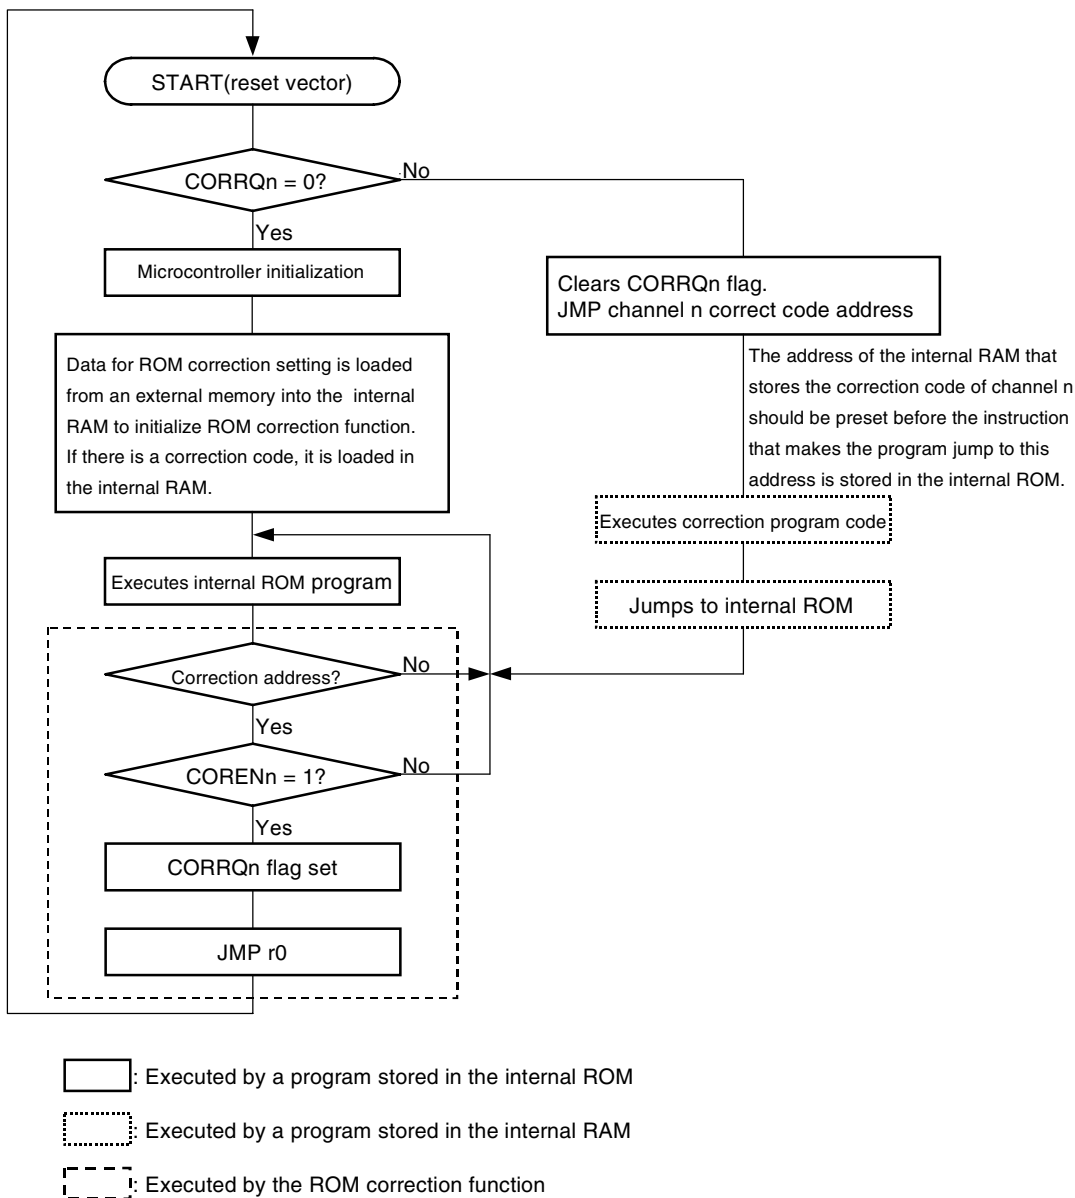 START(reset vector)
CORRQn = 0?
No
Yes
Microcontroller initialization
Clears CORRQn flag.
JMP channel n correct code address
Data for ROM correction setting is loaded
from an external memory into the internal
RAM to initialize ROM correction function.
If there is a correction code, it is loaded in
the internal RAM.
The address of the internal RAM that
stores the correction code of channel n
should be preset before the instruction
that makes the program jump to this
address is stored in the internal ROM.
Executes correction program code
Executes internal ROM program
Jumps to internal ROM
Correction address?
No
Yes
CORENn = 1?
No
Yes
CORRQn flag set
JMP r0
: Executed by a program stored in the internal ROM
: Executed by a program stored in the internal RAM
: Executed by the ROM correction function